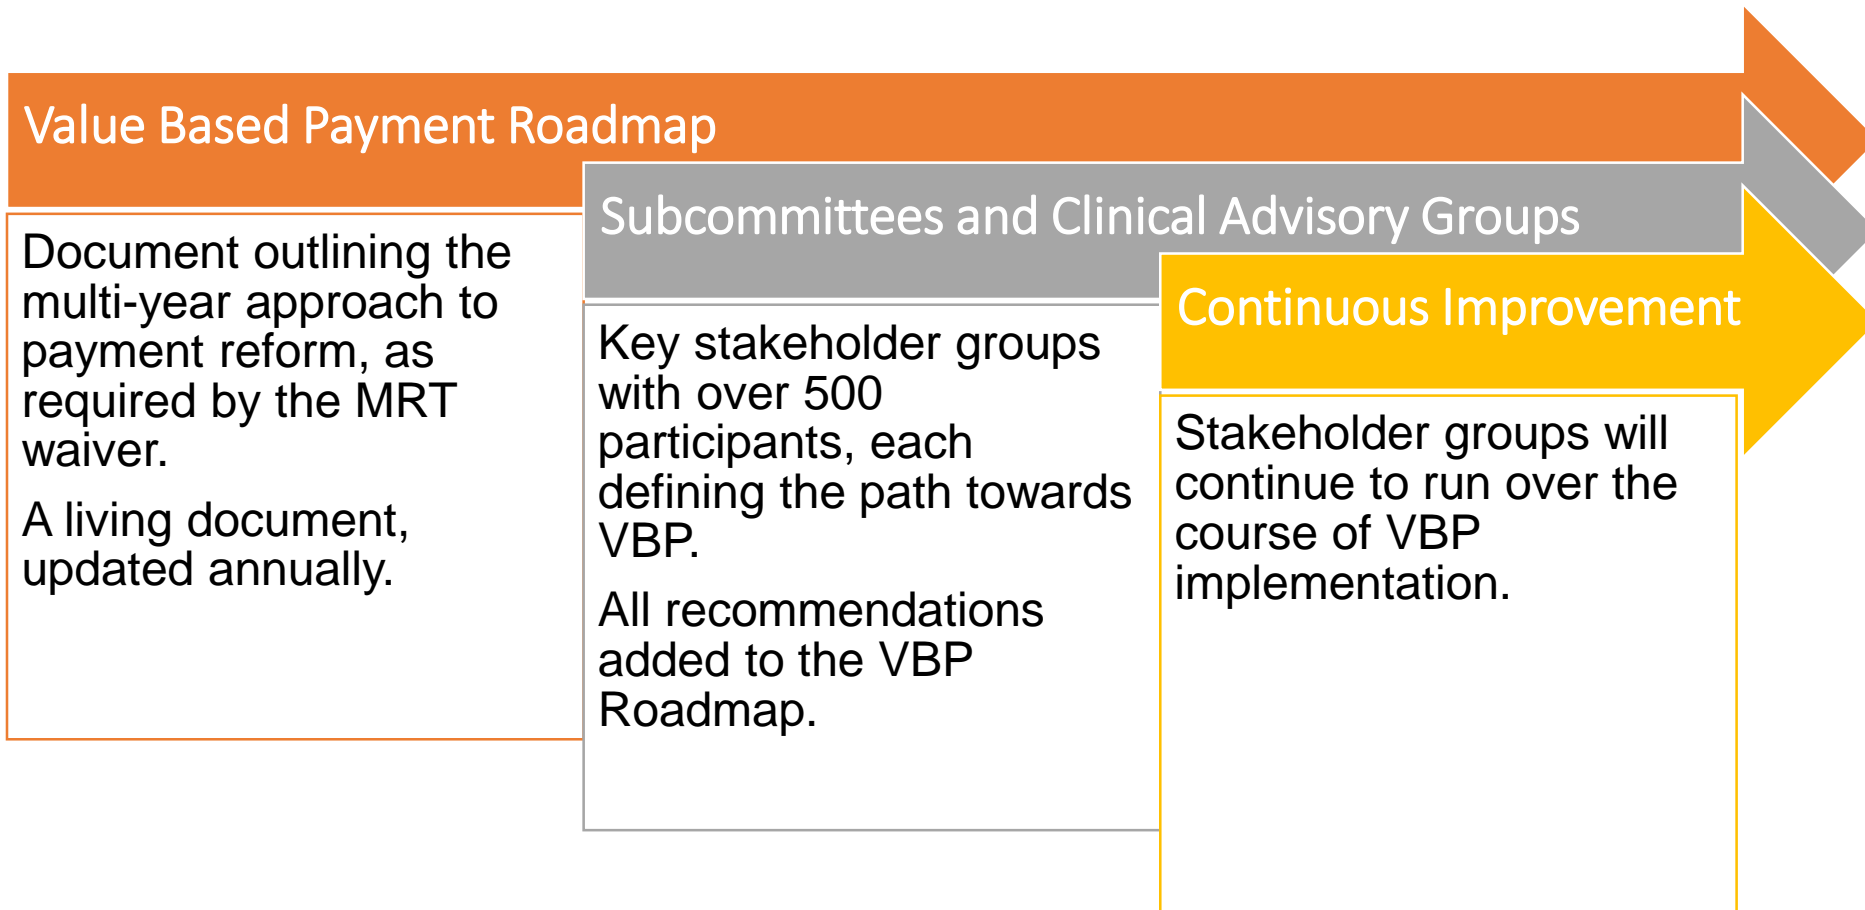 Value Based Payment Roadmap
Document outlining the
multi-year approach to
payment reform, as
required by the MRT
waiver.
A living document,
updated annually.
Subcommittees and Clinical Advisory Groups
Key stakeholder groups
with over 500
participants, each
defining the path towards
VBP.
All recommendations
added to the VBP
Roadmap.
Continuous Improvement
Stakeholder groups will
continue to run over the
course of VBP
implementation.